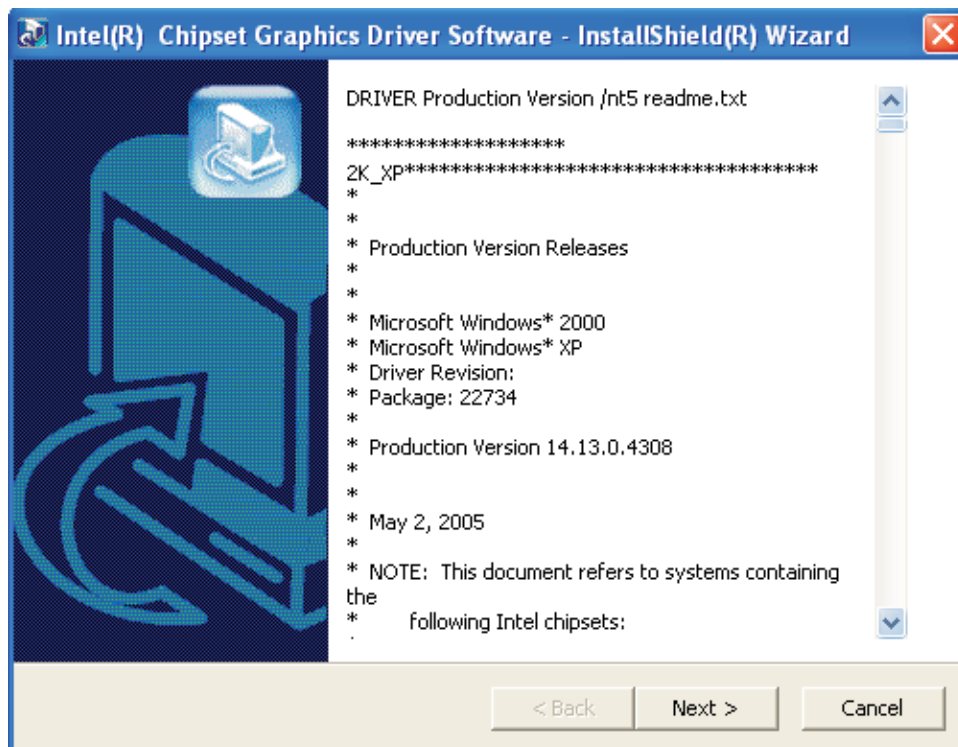 Intel(R) Chipset Graphics Driver Software - InstallShield(R) Wizard
DRIVER Production Version /nt5 readme.txt
*******************
2K_XP************************************
*
*
* Production Version Releases
*
*
* Microsoft Windows* 2000
* Microsoft Windows* XP
* Driver Revision:
* Package: 22734
*
* Production Version 14.13.0.4308
*
*
* May 2, 2005
*
* NOTE: This document refers to systems containing
the
* following Intel chipsets:
< Back
Next >
Cancel